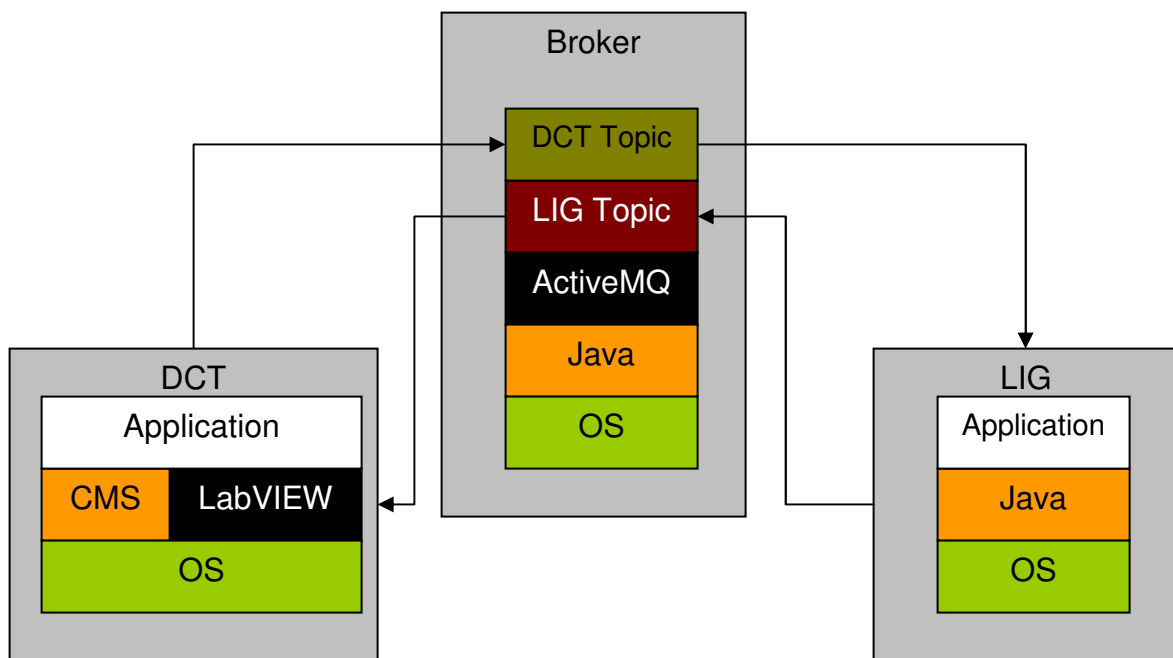 Broker
DCT Topic
LIG Topic
ActiveMQ
Java
OS
DCT
Application
CMS LabVIEW
OS
LIG
Application
Java
OS